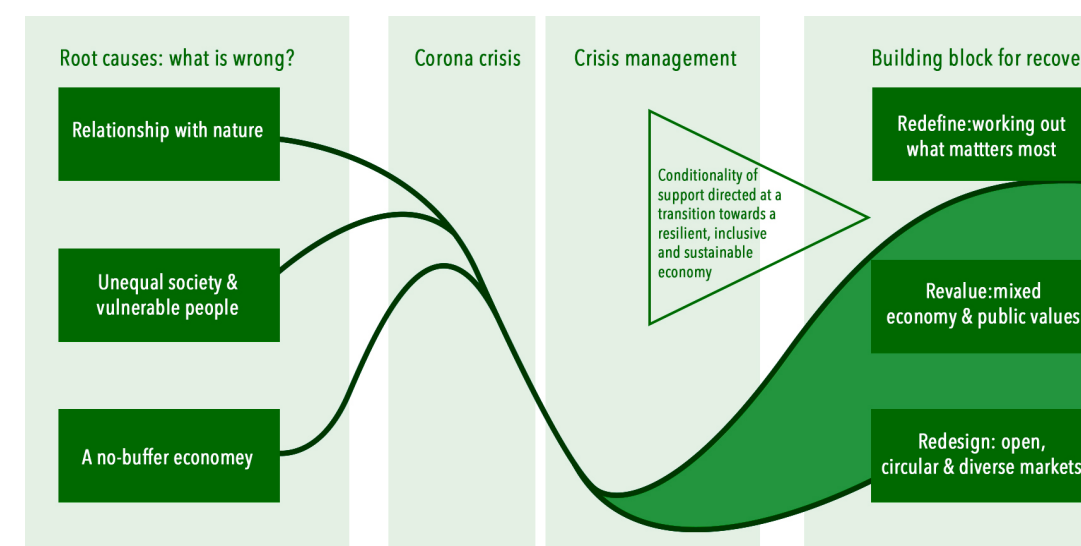 Root causes: what is wrong?
Relationship with nature
Unequal society &
vulnerable people
A no-buffer economey
Corona crisis
Crisis management
Conditionality of
support directed at a
transition towards a
resilient, inclusive
and sustainable
economy
Building block for recove
Redefine:working out
what mattters most
Revalue:mixed
economy & public values
Redesign: open,
circular & diverse markets